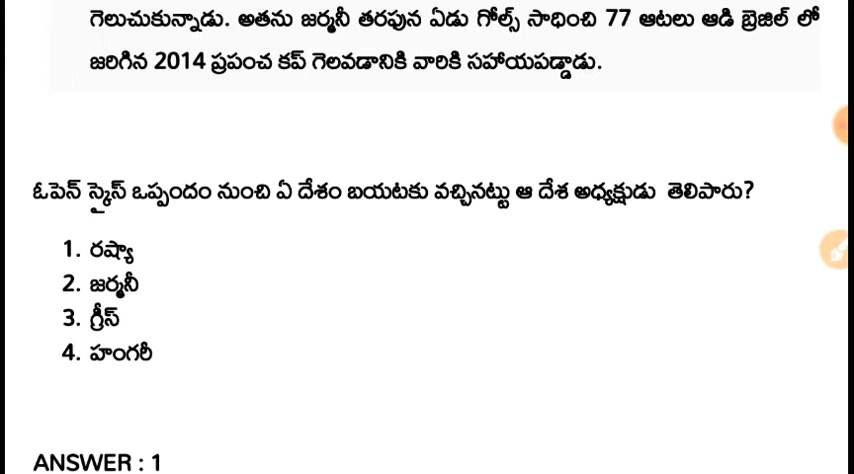 గెలుచుకున్నాడు. అతను జర్మనీ తరపున ఏడు గోల్స్ సాధించి 77 ఆటలు ఆడి బ్రెజిల్ లో
జరిగిన 2014 ప్రపంచ కప్ గెలవడానికి వారికి సహాయపడ్డాడు.
ఓపెన్ స్కైస్ ఒప్పందం నుంచి ఏ దేశం బయటకు వచ్చినట్టు ఆ దేశ అధ్యక్షుడు తెలిపారు?
1. రష్యా
2. జర్మనీ
3. గ్రీస్
4. హంగరీ
ANSWER : 1